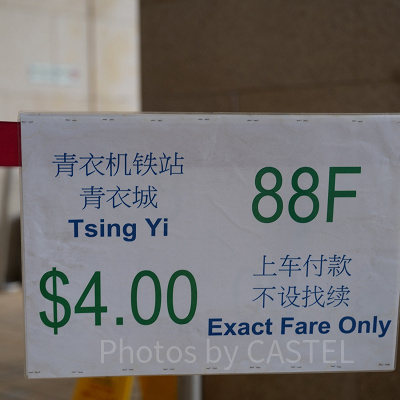 青衣机铁站
青衣城
Tsing Yi
$4.00
88F
上车付款
不设找续
Exact Fare Only
Photos by CASTEL